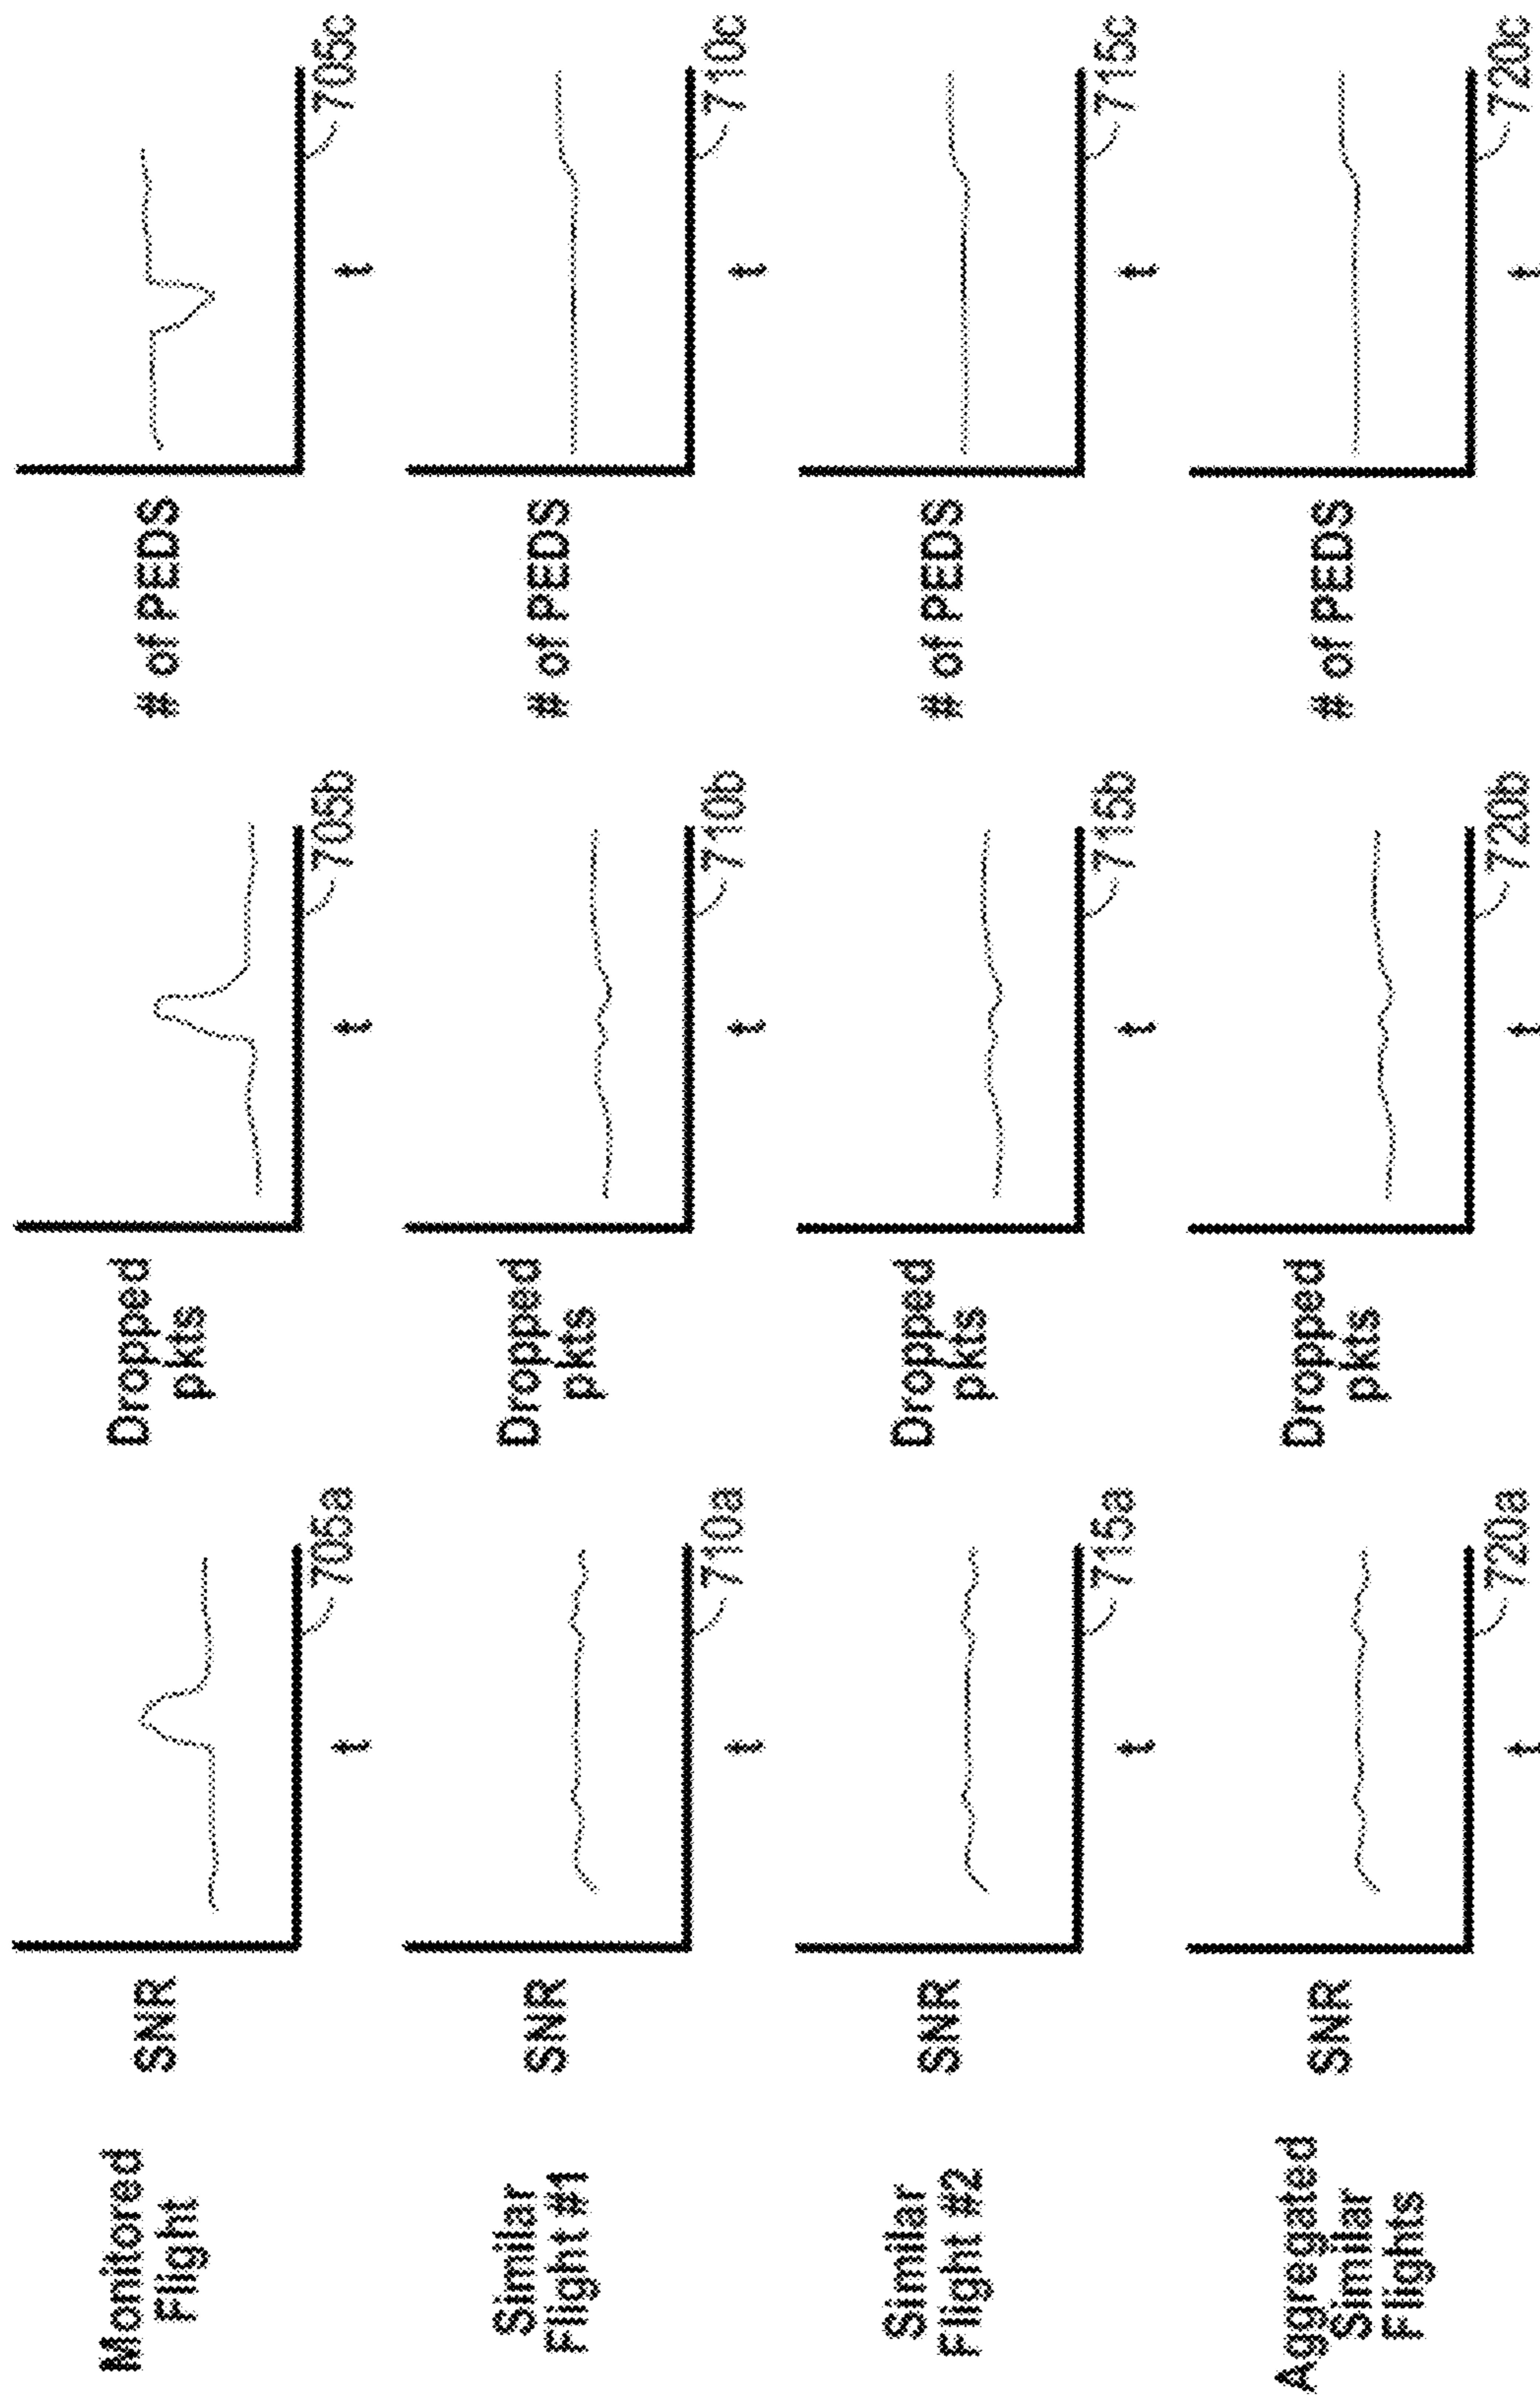 Monitored
Flight
SNR
t
705a
Dropped
pkts
t
705b
# of PEDS
t
705c
Similar
Flight #1
SNR
t
710a
Dropped
pkts
t
710b
# of PEDS
t
710c
Similar
Flight #2
SNR
t
715a
Dropped
pkts
t
715b
# of PEDS
t
715c
Aggregated
Similar
Flights
SNR
t
720a
Dropped
pkts
t
720b
# of PEDS
t
720c